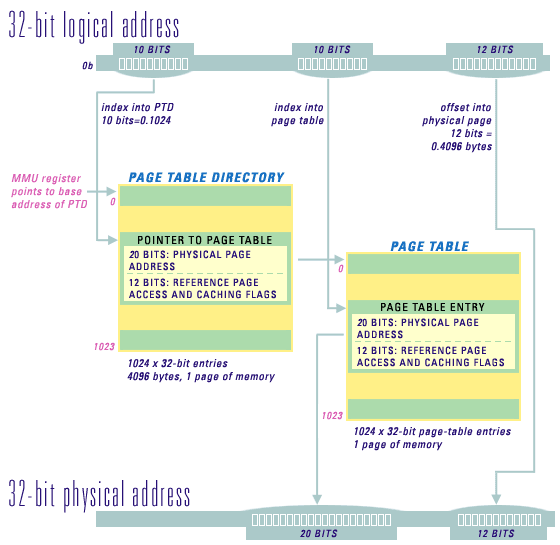 32-bit logical address
10 BITS
10 BITS
12 BITS
0b
index into PTD
10 bits=0.1024
index into
page table
offset into
physical page
12 bits =
0.4096 bytes
MMU register
points to base
address of PTD
PAGE TABLE DIRECTORY
0
POINTER TO PAGE TABLE
20 BITS: PHYSICAL PAGE
ADDRESS
12 BITS: REFERENCE PAGE
ACCESS AND CACHING FLAGS
1023
1024 x 32-bit entries
4096 bytes, 1 page of memory
PAGE TABLE
0
PAGE TABLE ENTRY
20 BITS: PHYSICAL PAGE
ADDRESS
12 BITS: REFERENCE PAGE
ACCESS AND CACHING FLAGS
1023
1024 x 32-bit page-table entries
1 page of memory
32-bit physical address
20 BITS
12 BITS